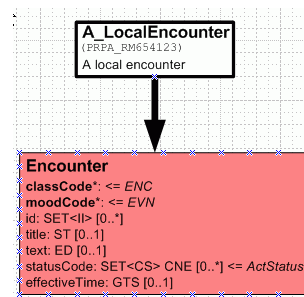 A_LocalEncounter
(PRPA_RM654123)
A local encounter
Encounter
classCode*: <= ENC
moodCode*: <= EVN
id: SET<II> [0..*]
title: ST [0..1]
text: ED [0..1]
statusCode: SET<CS> CNE [0..*] <= ActStatus
effectiveTime: GTS [0..1]